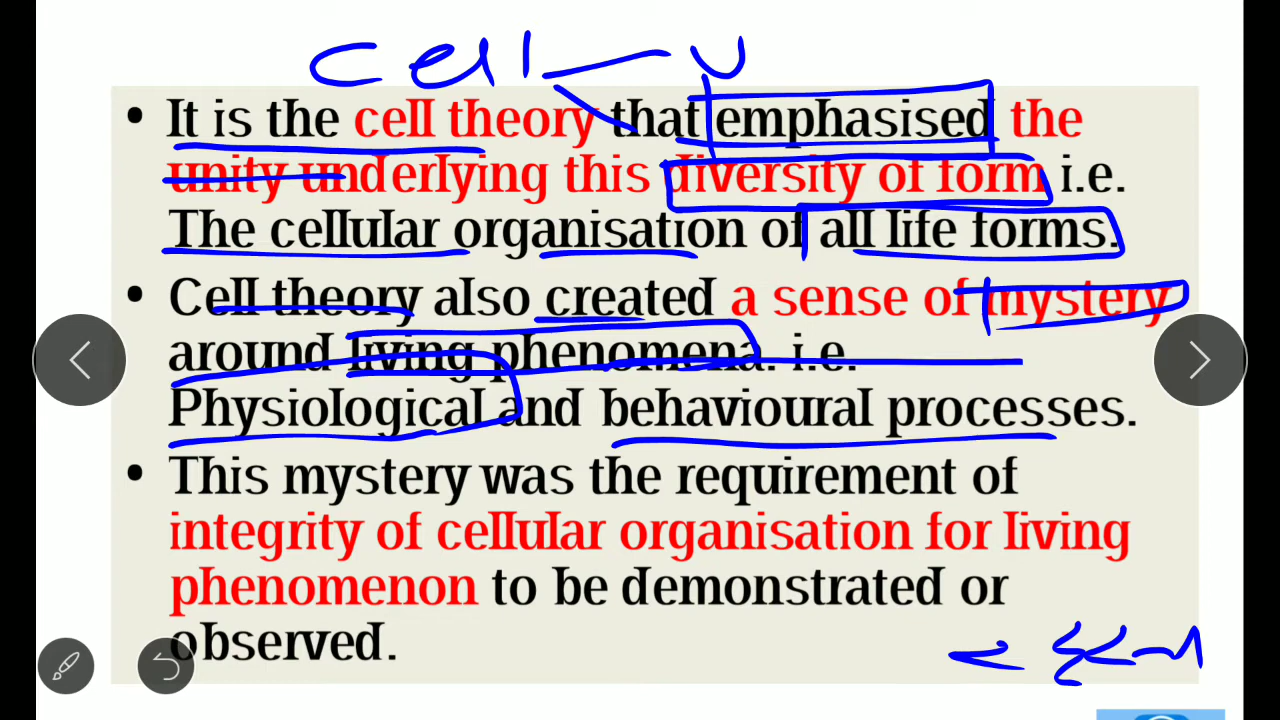 Cell
• It is the cell theory that emphasised the
unity underlying this diversity of form i.e.
The cellular organisation of all life forms.
• Cell theory also created a sense of mystery
around living phenomena. i.e.
Physiological and behavioural processes.
• This mystery was the requirement of
integrity of cellular organisation for living
phenomenon to be demonstrated or
observed.